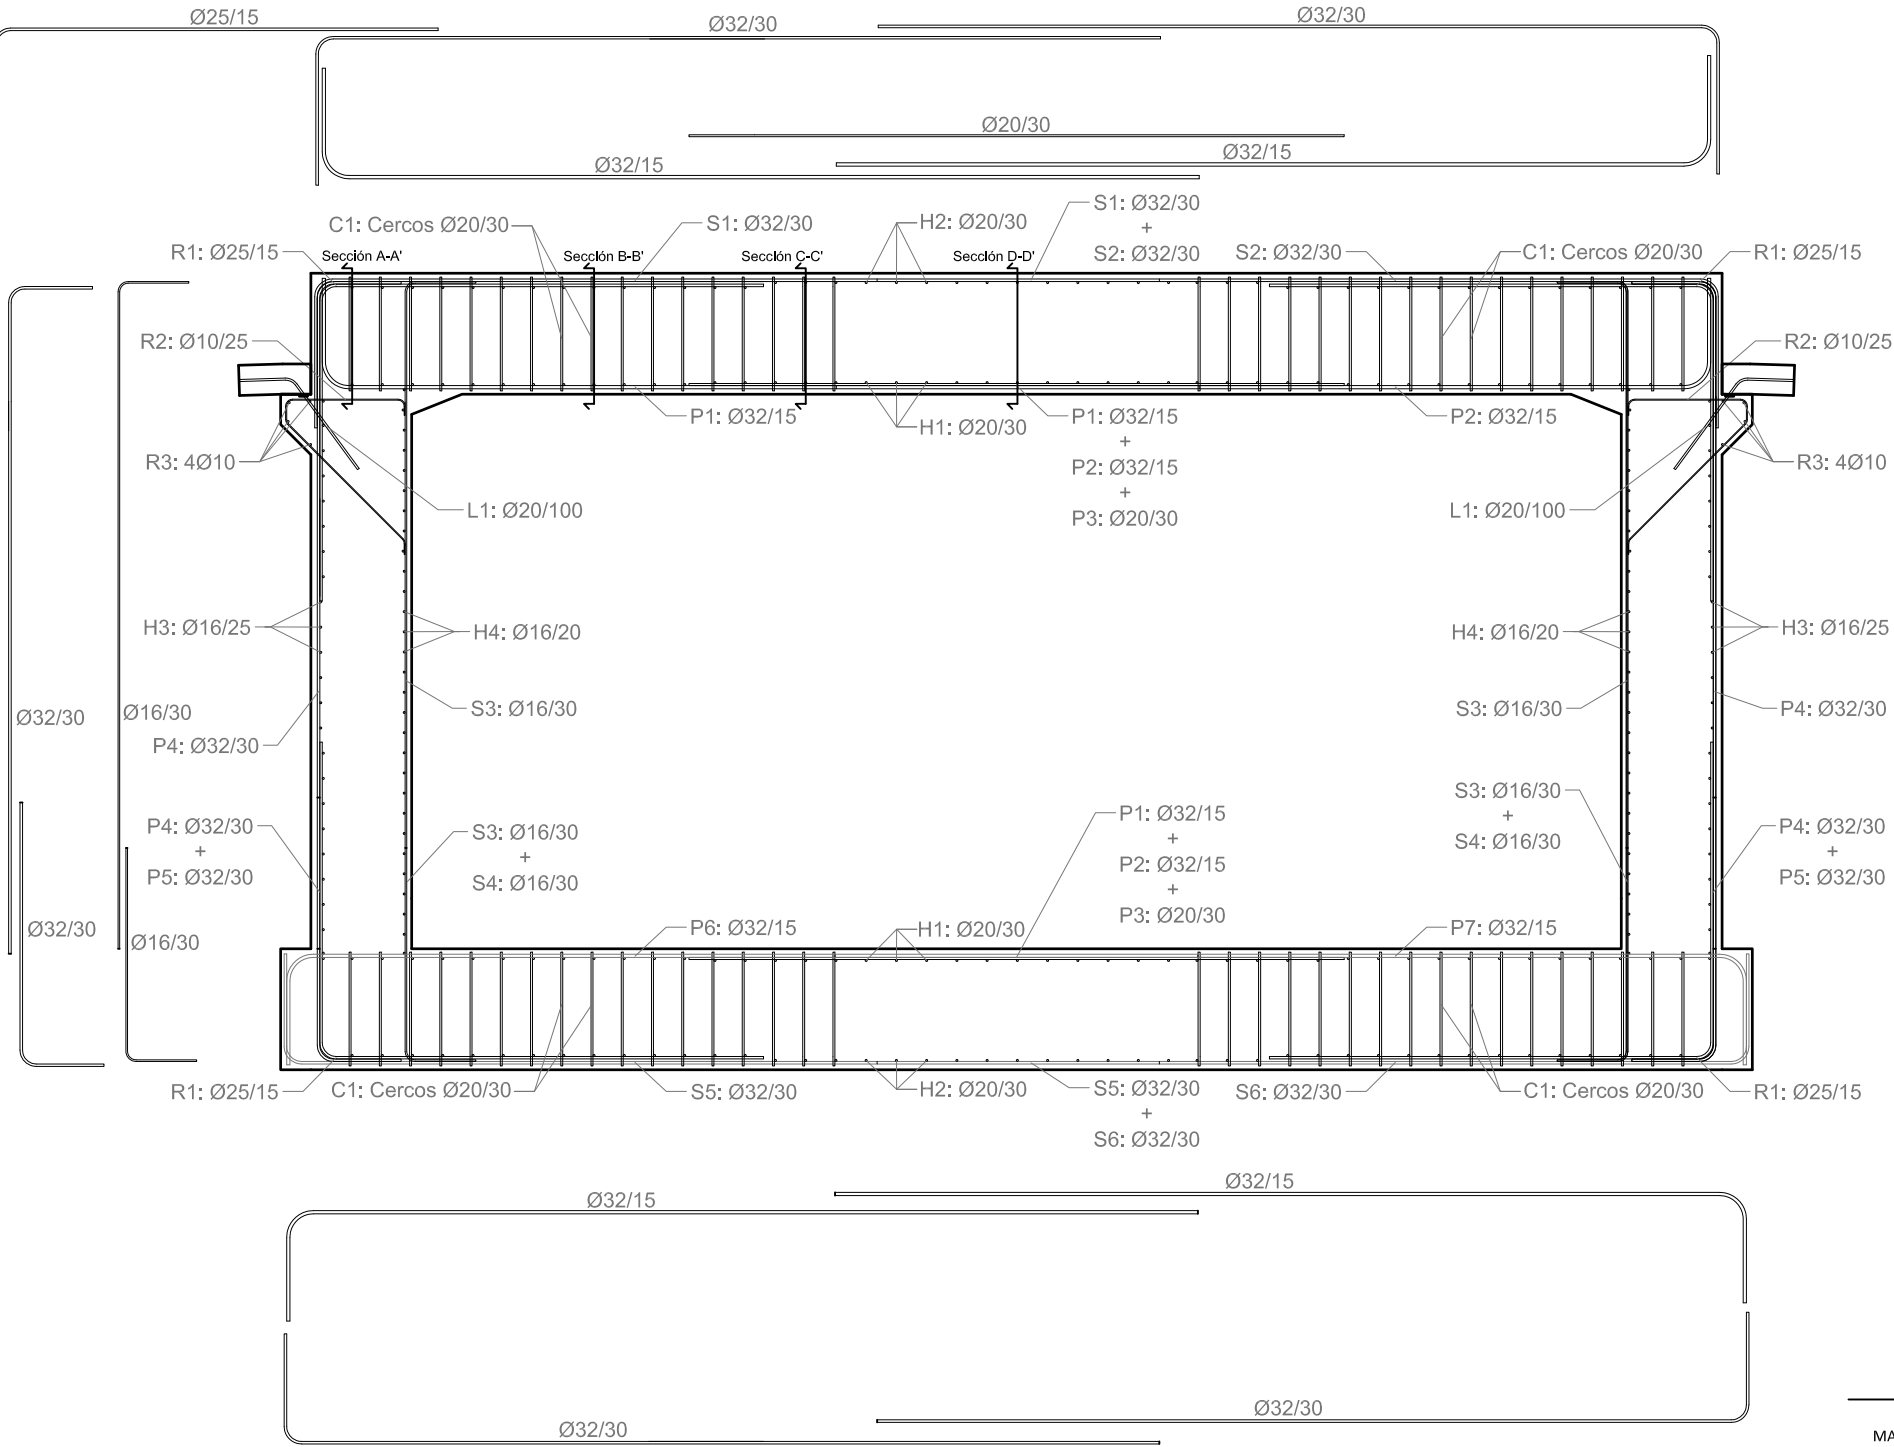 Ø25/15
Ø32/30
Ø32/30
Ø20/30
Ø32/15
Ø32/15
C1: Cercos Ø20/30
S1: Ø32/30
H2: Ø20/30
S1: Ø32/30
+
S2: Ø32/30
S2: Ø32/30
C1: Cercos Ø20/30
R1: Ø25/15
R1: Ø25/15
Sección A-A'
Sección B-B'
Sección C-C'
Sección D-D'
R2: Ø10/25
R2: Ø10/25
P1: Ø32/15
H1: Ø20/30
P1: Ø32/15
+
P2: Ø32/15
+
P3: Ø20/30
P2: Ø32/15
R3: 4Ø10
R3: 4Ø10
L1: Ø20/100
L1: Ø20/100
H3: Ø16/25
H4: Ø16/20
H4: Ø16/20
H3: Ø16/25
Ø32/30
Ø16/30
P4: Ø32/30
S3: Ø16/30
S3: Ø16/30
P4: Ø32/30
P4: Ø32/30
+
P5: Ø32/30
S3: Ø16/30
+
S4: Ø16/30
P1: Ø32/15
+
P2: Ø32/15
+
P3: Ø20/30
S3: Ø16/30
+
S4: Ø16/30
P4: Ø32/30
+
P5: Ø32/30
Ø32/30
Ø16/30
P6: Ø32/15
H1: Ø20/30
P7: Ø32/15
R1: Ø25/15
C1: Cercos Ø20/30
S5: Ø32/30
H2: Ø20/30
S5: Ø32/30
+
S6: Ø32/30
S6: Ø32/30
C1: Cercos Ø20/30
R1: Ø25/15
Ø32/15
Ø32/15
Ø32/30
Ø32/30